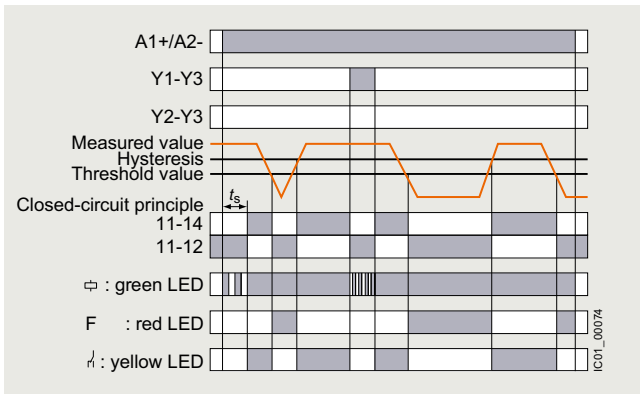 A1+/A2-
Y1-Y3
Y2-Y3
Measured value
Hysteresis
Threshold value
ts
Closed-circuit principle
11-14
11-12
: green LED
F : red LED
: yellow LED
IC01_00074